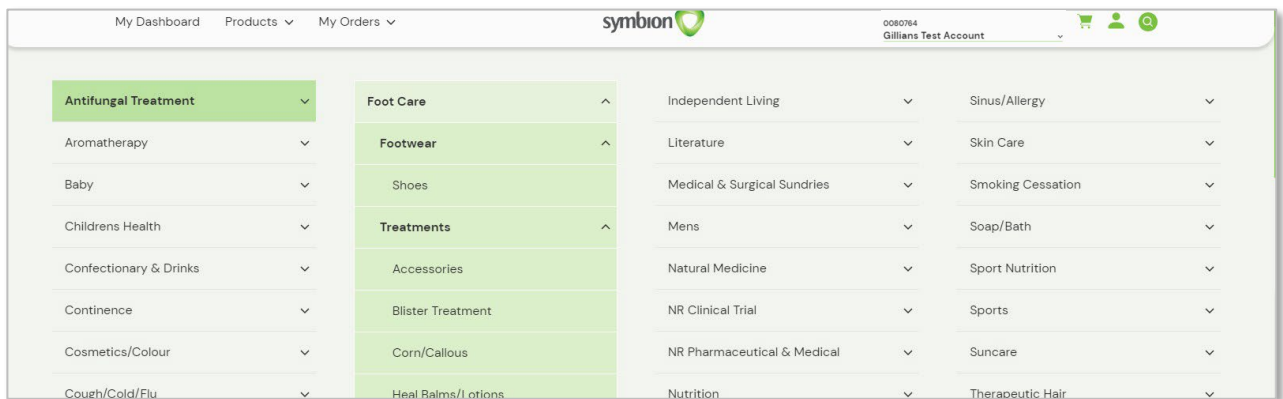 My Dashboard Products My Orders
symbion
0080764
Gillians Test Account
Antifungal Treatment
Aromatherapy
Baby
Childrens Health
Confectionary & Drinks
Continence
Cosmetics/Colour
Cough/Cold/Flu
Foot Care
Footwear
Shoes
Treatments
Accessories
Blister Treatment
Corn/Callous
Heal Balms/Lotions
Independent Living
Literature
Medical & Surgical Sundries
Mens
Natural Medicine
NR Clinical Trial
NR Pharmaceutical & Medical
Nutrition
Sinus/Allergy
Skin Care
Smoking Cessation
Soap/Bath
Sport Nutrition
Sports
Suncare
Therapeutic Hair